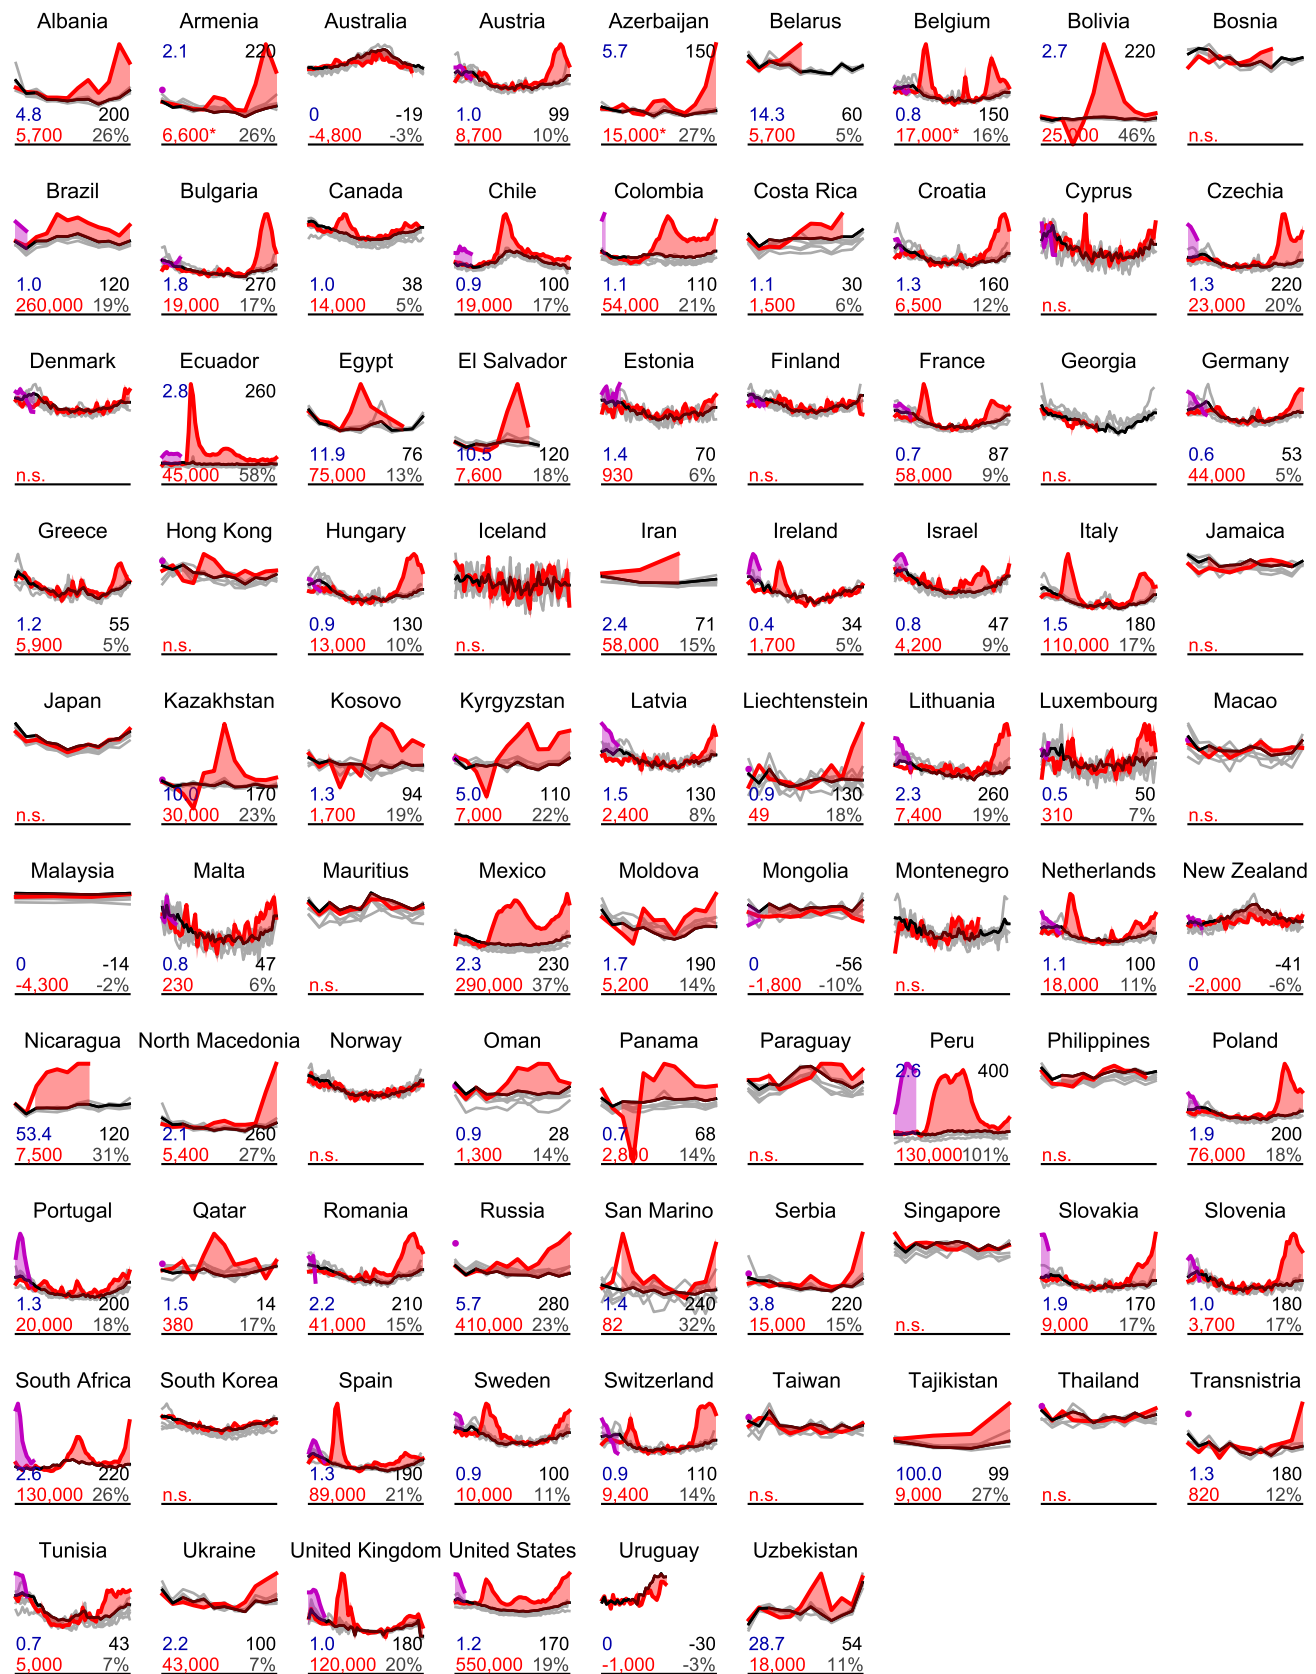 Albania Armenia Australia Austria Azerbaijan Belarus Belgium Bolivia Bosnia
2.1 220 5.7 150 2.7 220
4.8 200 0 -19 1.0 99 14.3 60 0.8 150
5,700 26% 6,600* 26% -4,800 -3% 8,700 10% 15,000* 27% 5,700 5% 17,000* 16% 25,000 46% n.s.
Brazil Bulgaria Canada Chile Colombia Costa Rica Croatia Cyprus Czechia
1.0 120 1.8 270 1.0 38 0.9 100 1.1 110 1.1 30 1.3 160 1.3 220
260,000 19% 19,000 17% 14,000 5% 19,000 17% 54,000 21% 1,500 6% 6,500 12% n.s. 23,000 20%
Denmark Ecuador Egypt El Salvador Estonia Finland France Georgia Germany
2.8 260
11.9 76 10.5 120 1.4 70 0.7 87 0.6 53
n.s. 45,000 58% 75,000 13% 7,600 18% 930 6% n.s. 58,000 9% n.s. 44,000 5%
Greece Hong Kong Hungary Iceland Iran Ireland Israel Italy Jamaica
1.2 55 0.9 130 2.4 71 0.4 34 0.8 47 1.5 180
5,900 5% n.s. 13,000 10% n.s. 58,000 15% 1,700 5% 4,200 9% 110,000 17% n.s.
Japan Kazakhstan Kosovo Kyrgyzstan Latvia Liechtenstein Lithuania Luxembourg Macao
10.0 170 1.3 94 5.0 110 1.5 130 0.9 130 2.3 260 0.5 50
n.s. 30,000 23% 1,700 19% 7,000 22% 2,400 8% 49 18% 7,400 19% 310 7% n.s.
Malaysia Malta Mauritius Mexico Moldova Mongolia Montenegro Netherlands New Zealand
0 -14 0.8 47 2.3 230 1.7 190 0 -56 1.1 100 0 -41
-4,300 -2% 230 6% n.s. 290,000 37% 5,200 14% -1,800 -10% n.s. 18,000 11% -2,000 -6%
Nicaragua North Macedonia Norway Oman Panama Paraguay Peru Philippines Poland
2.6 400
53.4 120 2.1 260 0.9 28 0.7 68 1.9 200
7,500 31% 5,400 27% n.s. 1,300 14% 2,800 14% n.s. 130,000 101% n.s. 76,000 18%
Portugal Qatar Romania Russia San Marino Serbia Singapore Slovakia Slovenia
1.3 200 1.5 14 2.2 210 5.7 280 1.4 240 3.8 220 1.9 170 1.0 180
20,000 18% 380 17% 41,000 15% 410,000 23% 82 32% 15,000 15% n.s. 9,000 17% 3,700 17%
South Africa South Korea Spain Sweden Switzerland Taiwan Tajikistan Thailand Transnistria
2.6 220 1.3 190 0.9 100 0.9 110 100.0 99 1.3 180
130,000 26% n.s. 89,000 21% 10,000 11% 9,400 14% n.s. 9,000 27% n.s. 820 12%
Tunisia Ukraine United Kingdom United States Uruguay Uzbekistan
0.7 43 2.2 100 1.0 180 1.2 170 0 -30 28.7 54
5,000 7% 43,000 7% 120,000 20% 550,000 19% -1,000 -3% 18,000 11%